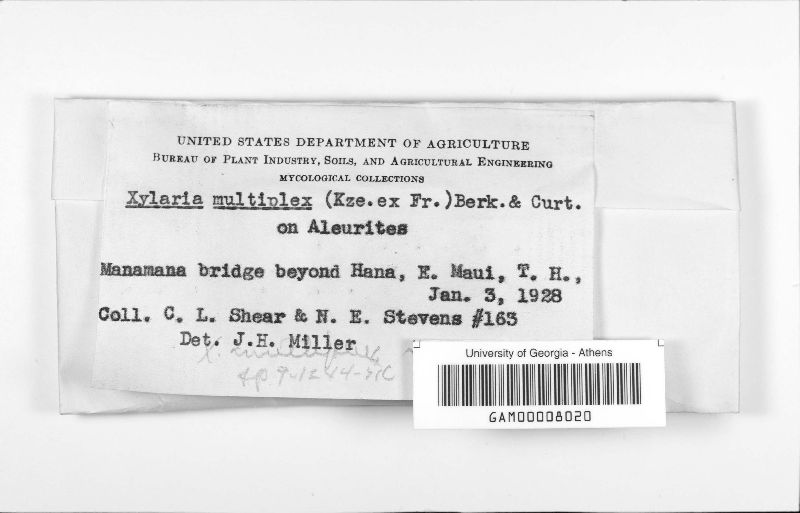 UNITED STATES DEPARTMENT OF AGRICULTURE
BUREAU OF PLANT INDUSTRY, SOILS, AND AGRICULTURAL ENGINEERING
MYCOLOGICAL COLLECTIONS
Xylaria multiplex (Kze.ex Fr.)Berk.& Curt.
on Aleurites
Manamana bridge beyond Hana, E. Maui, T. H.,
Jan. 3, 1928
Coll. C. L. Shear & N. E. Stevens #163
Det. J.H. Miller
University of Georgia - Athens
GAM00008020